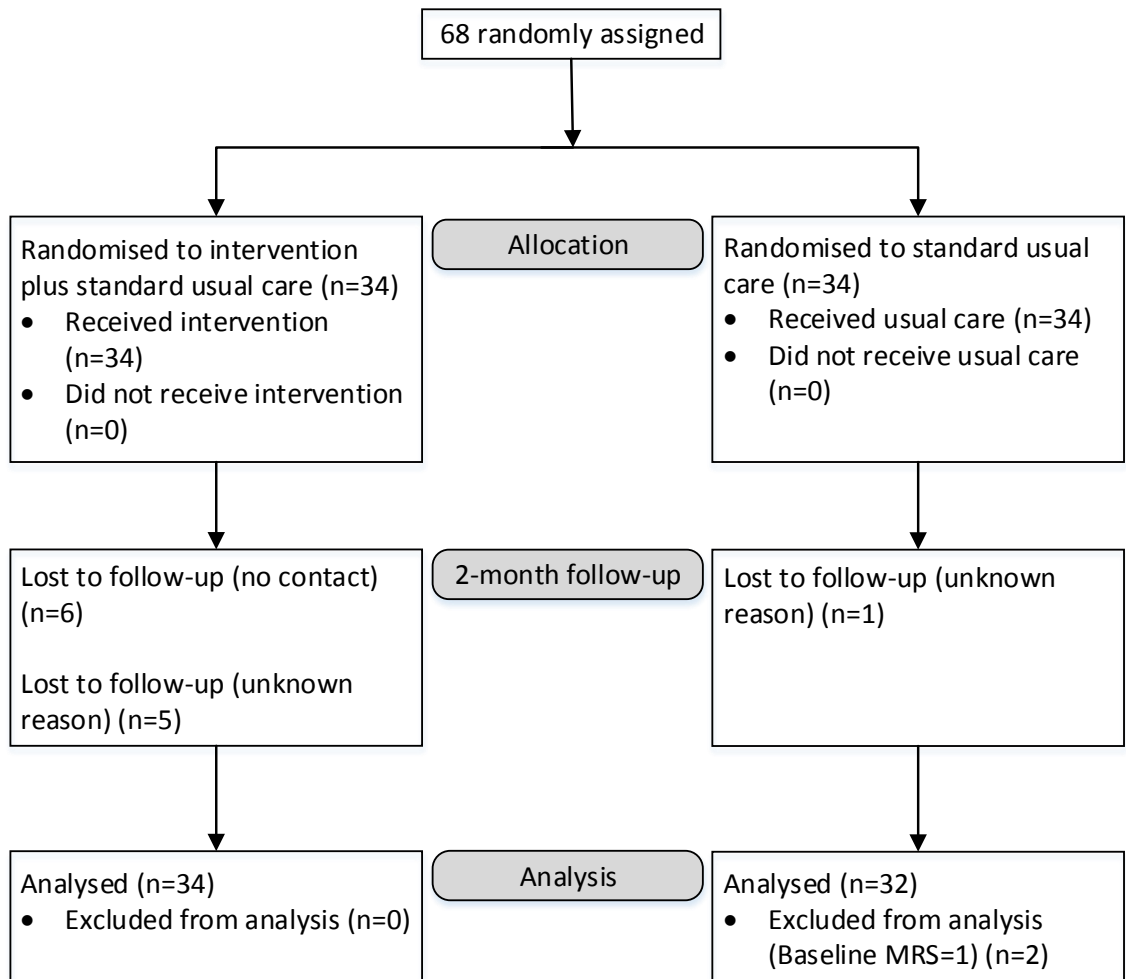 68 randomly assigned
Allocation
Randomised to intervention
plus standard usual care (n=34)
• Received intervention
(n=34)
• Did not receive intervention
(n=0)
Randomised to standard usual
care (n=34)
• Received usual care (n=34)
• Did not receive usual care
(n=0)
2-month follow-up
Lost to follow-up (no contact)
(n=6)
Lost to follow-up (unknown
reason) (n=5)
Lost to follow-up (unknown
reason) (n=1)
Analysis
Analysed (n=34)
• Excluded from analysis (n=0)
Analysed (n=32)
• Excluded from analysis
(Baseline MRS=1) (n=2)